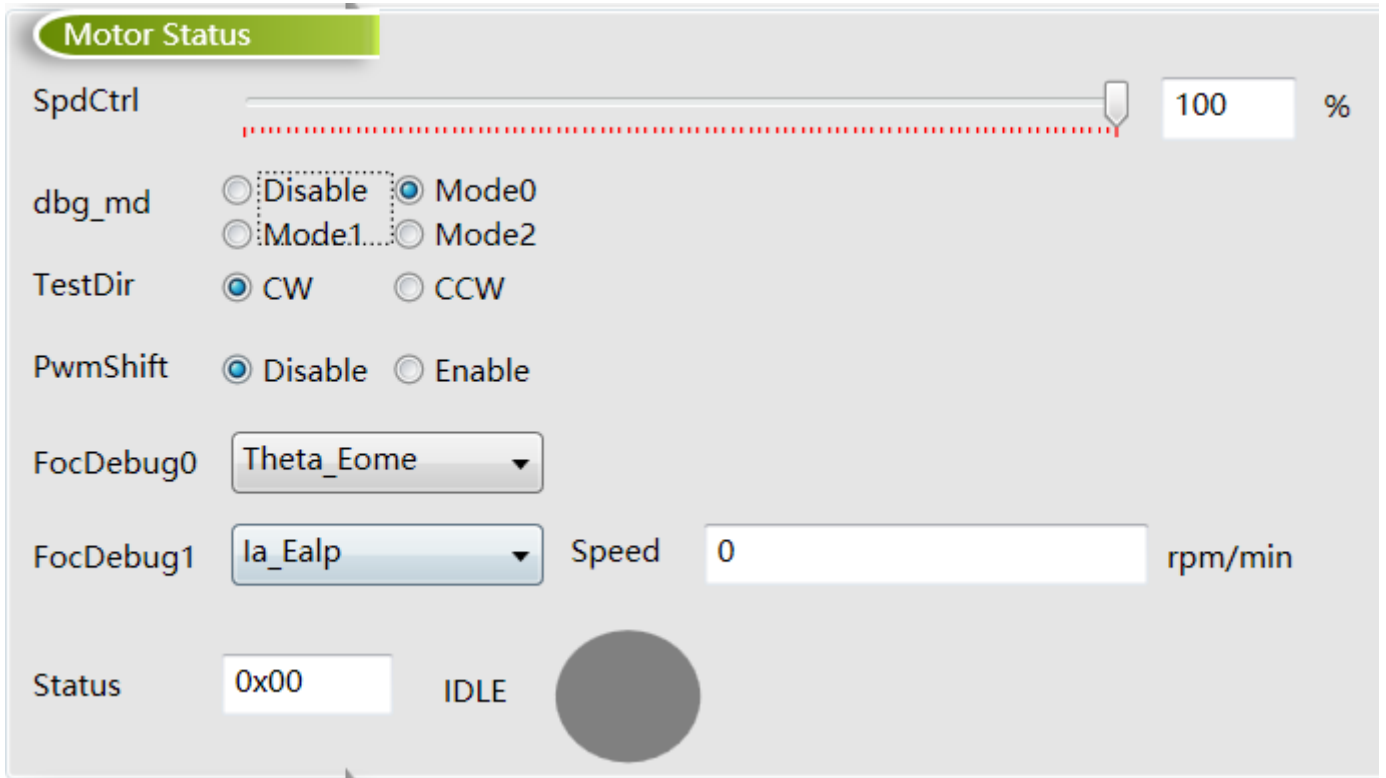 Motor Status
SpdCtrl 100 %
dbg_md Disable Mode0
Mode1 Mode2
TestDir CW CCW
PwmShift Disable Enable
FocDebug0 Theta_Eome
FocDebug1 Ia_Ealp Speed 0 rpm/min
Status 0x00 IDLE